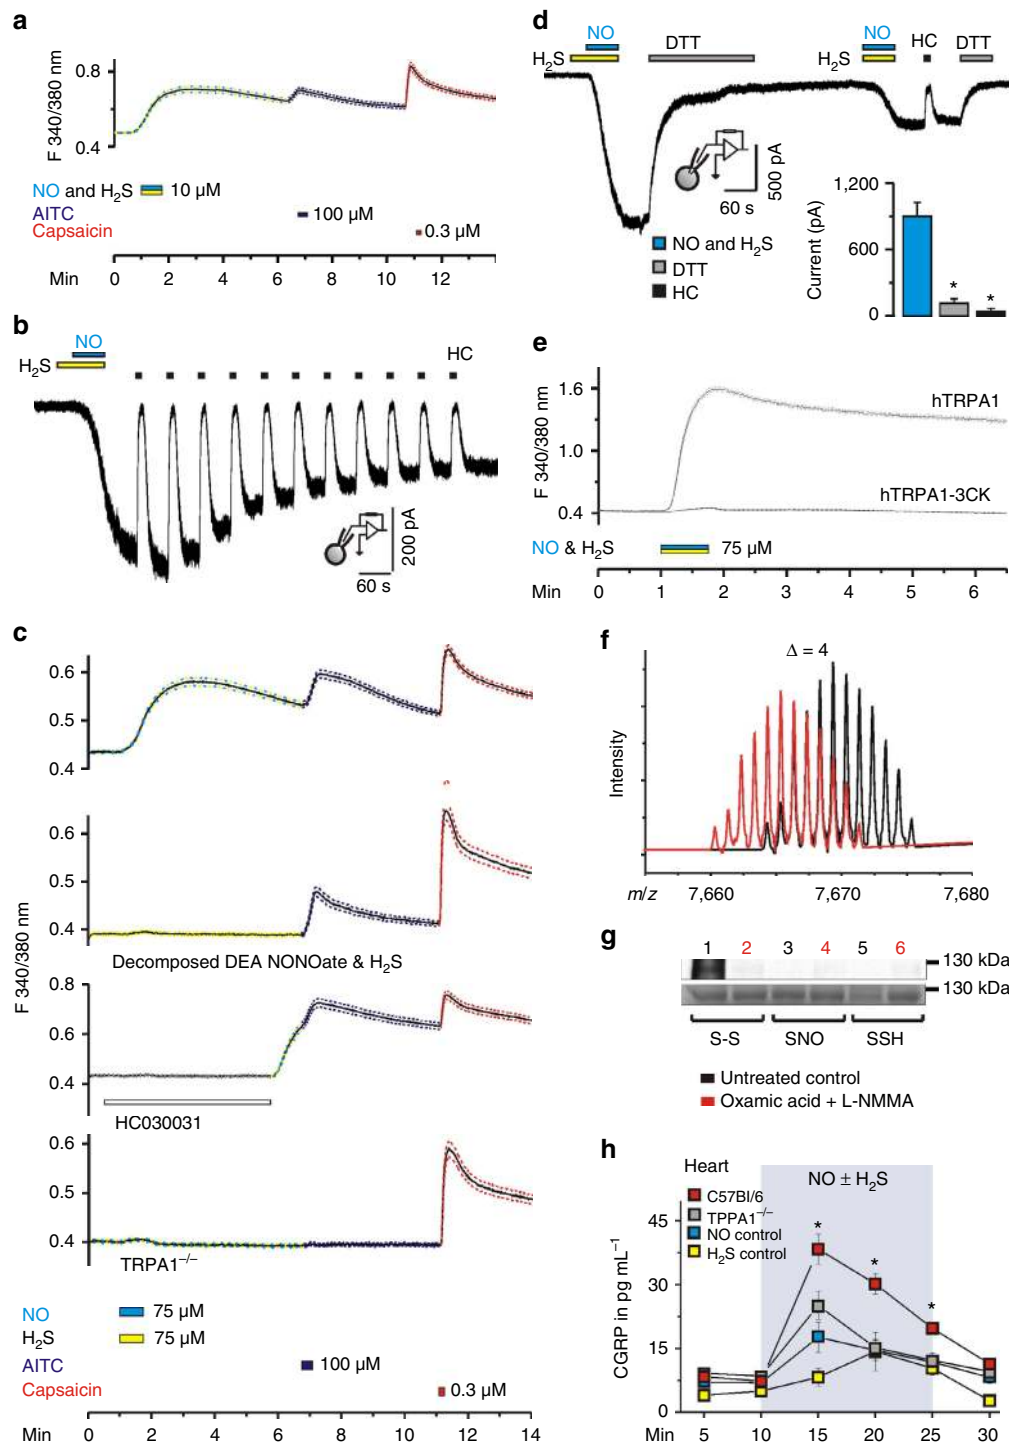 a
F 340/380 nm
0.8
0.4
NO and H₂S 10 µM
AITC 100 µM
Capsaicin 0.3 µM
Min 0 2 4 6 8 10 12
b
NO
H₂S
HC
200 pA
60 s
c
0.6
0.5
0.4
0.6
0.5
0.4
Decomposed DEA NONOate & H₂S
F 340/380 nm
0.8
0.6
0.4
HC030031
0.6
0.4
TRPA1⁻/⁻
NO 75 µM
H₂S 75 µM
AITC 100 µM
Capsaicin 0.3 µM
Min 0 2 4 6 8 10 12 14
d
NO
H₂S
DTT
NO
H₂S
HC
DTT
500 pA
60 s
NO and H₂S
DTT
HC
Current (pA)
1,200
600
0
* *
e
F 340/380 nm
1.6
1.0
0.4
hTRPA1
hTRPA1-3CK
NO & H₂S 75 µM
Min 0 1 2 3 4 5 6
f
Δ = 4
Intensity
m/z 7,660 7,670 7,680
g
1 2 3 4 5 6
130 kDa
130 kDa
S-S SNO SSH
Untreated control
Oxamic acid + L-NMMA
h
Heart
NO ± H₂S
C57Bl/6
TPPA1⁻/⁻
NO control
H₂S control
* * *
CGRP in pg mL⁻¹
45
30
15
0
Min 5 10 15 20 25 30